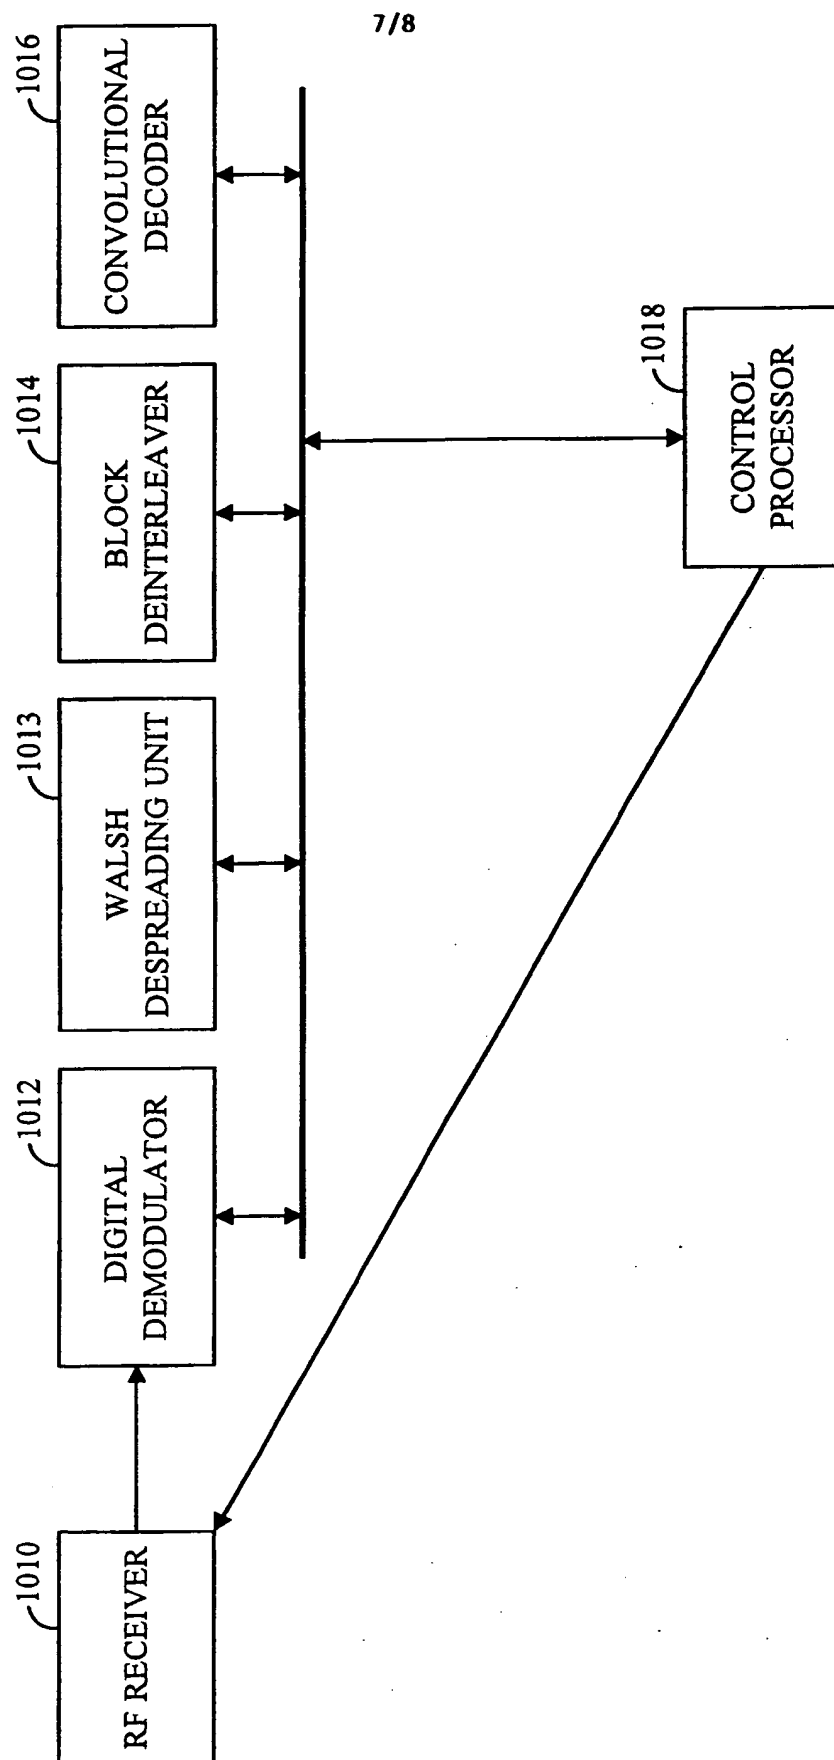 7/8
1010
RF RECEIVER
1012
DIGITAL
DEMODULATOR
1013
WALSH
DESPREADING UNIT
1014
BLOCK
DEINTERLEAVER
1016
CONVOLUTIONAL
DECODER
1018
CONTROL
PROCESSOR